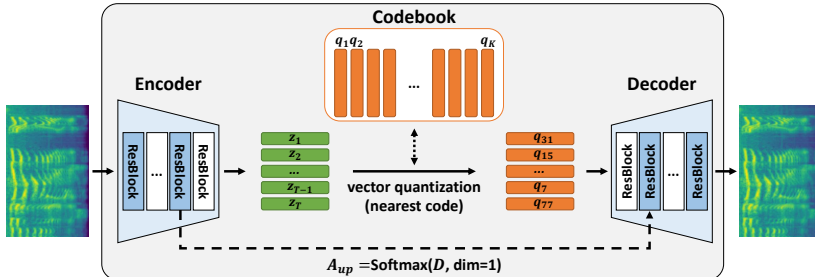 Codebook
q1 q2 qK
...
Encoder
Decoder
ResBlock
...
ResBlock
ResBlock
z1
z2
...
zT−1
zT
vector quantization
(nearest code)
q31
q15
...
q7
q77
ResBlock
ResBlock
...
ResBlock
Aup =Softmax(D, dim=1)